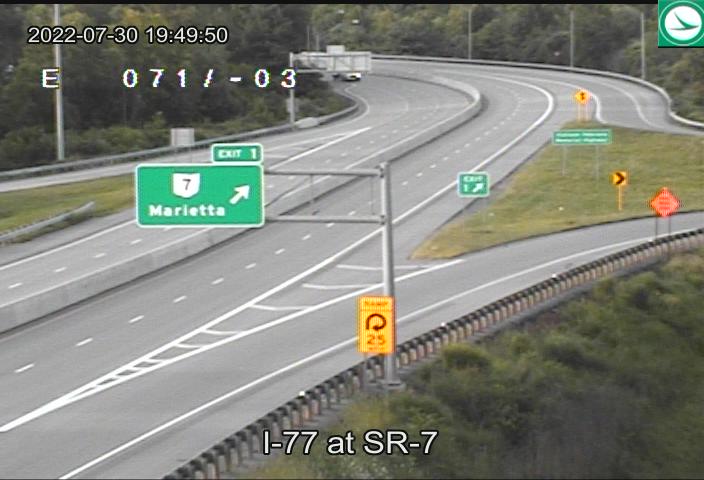 2022-07-30 19:49:50
E 071/-03
EXIT 1
7
Marietta
EXIT
1
RAMP
25
I-77 at SR-7